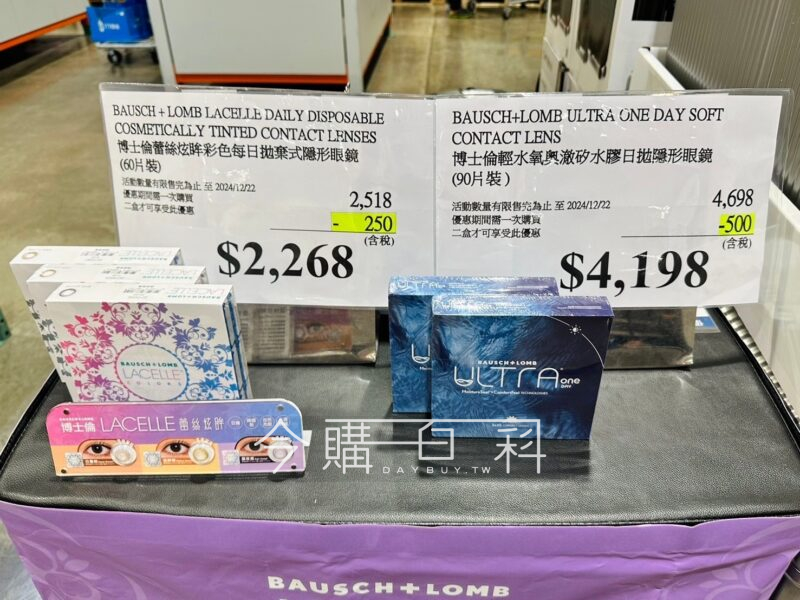 BAUSCH + LOMB LACELLE DAILY DISPOSABLE
COSMETICALLY TINTED CONTACT LENSES
博士倫蕾絲炫眸彩色每日拋棄式隱形眼鏡
(60片裝)
活動數量有限售完為止 至 2024/12/22
優惠期間需一次購買
二盒才可享受此優惠
2,518
- 250
(含稅)
$2,268
BAUSCH+LOMB ULTRA ONE DAY SOFT
CONTACT LENS
博士倫輕水氧奧澈矽水膠日拋隱形眼鏡
(90片裝)
活動數量有限售完為止 至 2024/12/22
優惠期間需一次購買
二盒才可享受此優惠
4,698
-500
(含稅)
$4,198
BAUSCH+LOMB
LACELLE
COLORS
BAUSCH+LOMB
ULTRA one
DAY
博士倫 LACELLE 蕾絲炫眸
今購百科
DAYBUY.TW
BAUSCH+LOMB